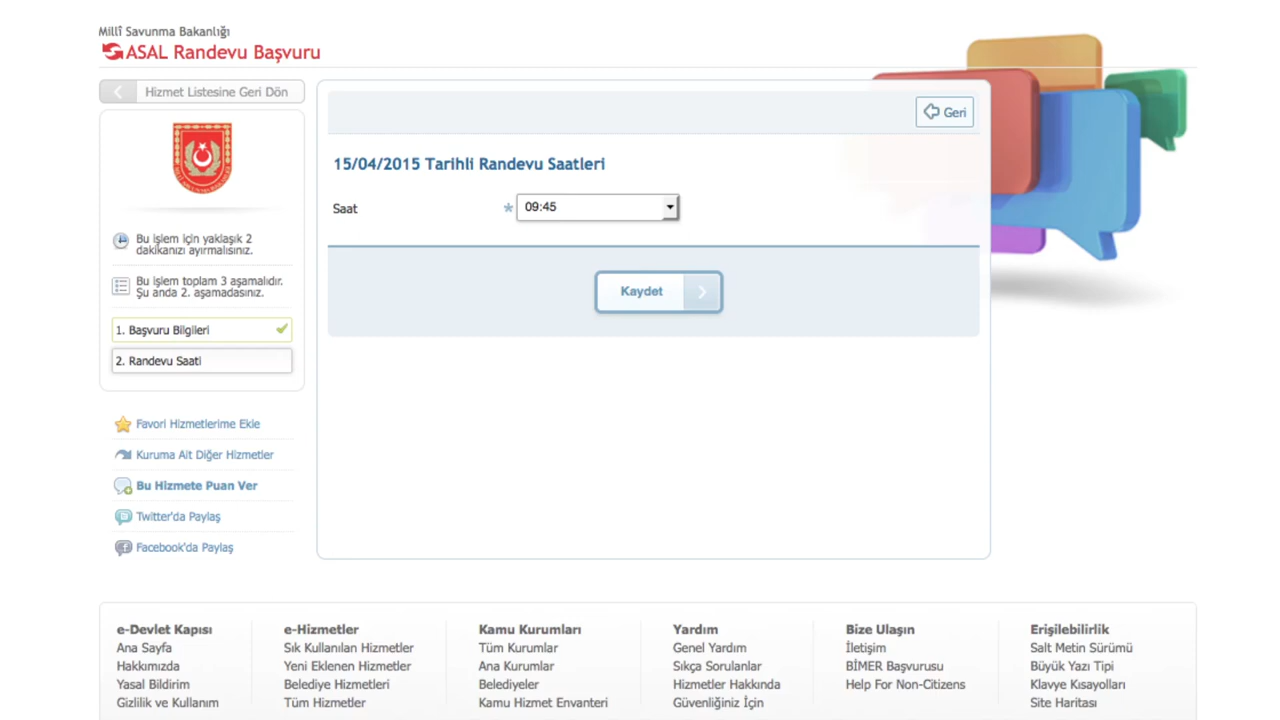 Millî Savunma Bakanlığı
ASAL Randevu Başvuru
Hizmet Listesine Geri Dön
Geri
15/04/2015 Tarihli Randevu Saatleri
Saat
* 09:45
Kaydet
Bu işlem için yaklaşık 2
dakikanızı ayırmalısınız.
Bu işlem toplam 3 aşamalıdır.
Şu anda 2. aşamadasınız.
1. Başvuru Bilgileri
2. Randevu Saati
Favori Hizmetlerime Ekle
Kuruma Ait Diğer Hizmetler
Bu Hizmete Puan Ver
Twitter'da Paylaş
Facebook'da Paylaş
e-Devlet Kapısı
Ana Sayfa
Hakkımızda
Yasal Bildirim
Gizlilik ve Kullanım
e-Hizmetler
Sık Kullanılan Hizmetler
Yeni Eklenen Hizmetler
Belediye Hizmetleri
Tüm Hizmetler
Kamu Kurumları
Tüm Kurumlar
Ana Kurumlar
Belediyeler
Kamu Hizmet Envanteri
Yardım
Genel Yardım
Sıkça Sorulanlar
Hizmetler Hakkında
Güvenliğiniz İçin
Bize Ulaşın
İletişim
BİMER Başvurusu
Help For Non-Citizens
Erişilebilirlik
Salt Metin Sürümü
Büyük Yazı Tipi
Klavye Kısayolları
Site Haritası